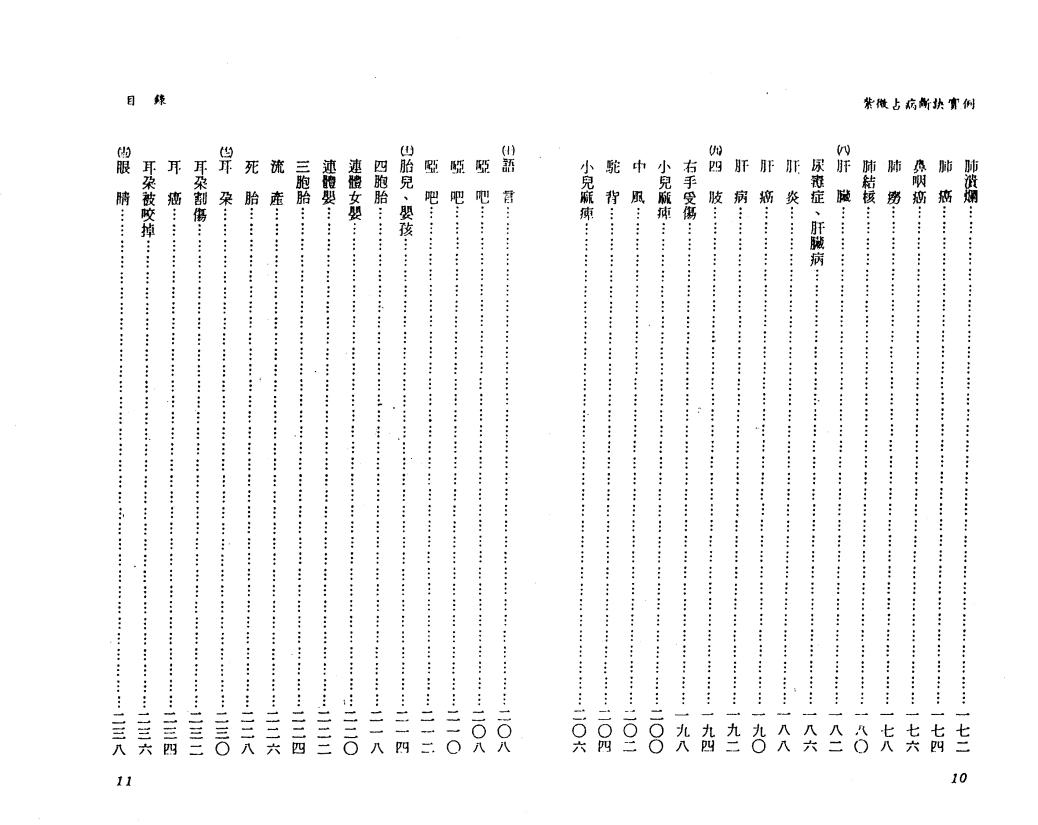 紫微占病斷訣實例
肺潰爛……一七二
肺癌……一七四
鼻咽癌……一七六
肺癆……一七八
肺結核……一八〇
(八)肝臟……一八二
尿毒症、肝臟病……一八六
肝炎……一八八
肝癌……一九〇
肝病……一九二
(九)四肢……一九四
右手受傷……一九八
小兒麻痺……二〇〇
中風……二〇二
駝背……二〇四
小兒麻痺……二〇六
10
目錄
(十)語言……二〇八
啞吧……二〇八
啞吧……二一〇
啞吧……二一二
(十一)胎兒、嬰孩……二一四
四胞胎……二一八
連體女嬰……二二〇
連體嬰……二二二
三胞胎……二二四
流產……二二六
死胎……二二八
(十二)耳朵……二三〇
耳朵割傷……二三二
耳癌……二三四
耳朵被咬掉……二三六
(十三)眼睛……二三八
11